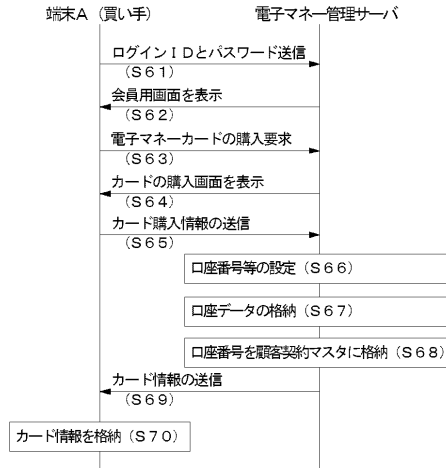 端末A（買い手） 電子マネー管理サーバ
ログインＩＤとパスワード送信
（Ｓ６１）
会員用画面を表示
（Ｓ６２）
電子マネーカードの購入要求
（Ｓ６３）
カードの購入画面を表示
（Ｓ６４）
カード購入情報の送信
（Ｓ６５）
口座番号等の設定（Ｓ６６）
口座データの格納（Ｓ６７）
口座番号を顧客契約マスタに格納（Ｓ６８）
カード情報の送信
（Ｓ６９）
カード情報を格納（Ｓ７０）